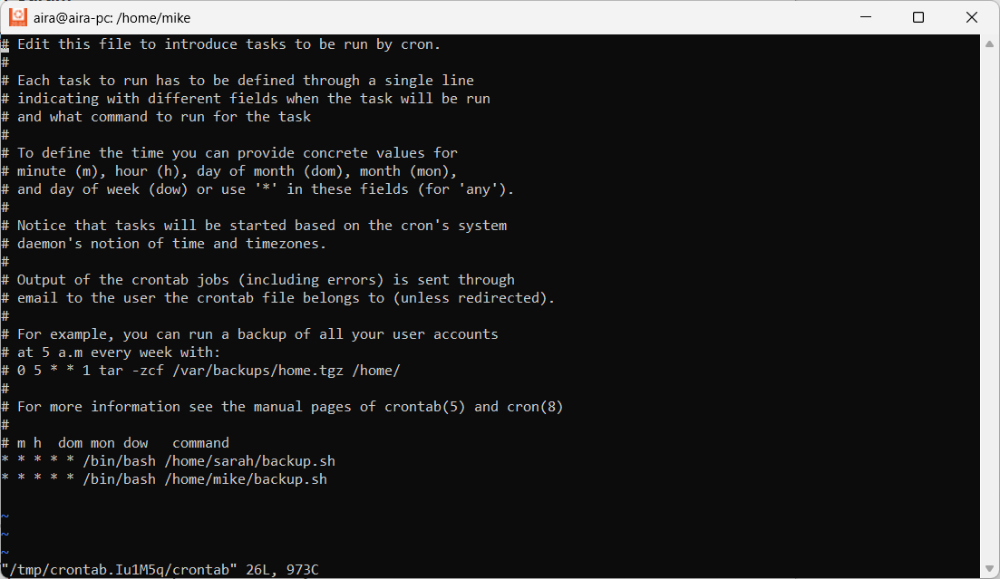 aira@aira-pc: /home/mike
# Edit this file to introduce tasks to be run by cron.
#
# Each task to run has to be defined through a single line
# indicating with different fields when the task will be run
# and what command to run for the task
#
# To define the time you can provide concrete values for
# minute (m), hour (h), day of month (dom), month (mon),
# and day of week (dow) or use '*' in these fields (for 'any').
#
# Notice that tasks will be started based on the cron's system
# daemon's notion of time and timezones.
#
# Output of the crontab jobs (including errors) is sent through
# email to the user the crontab file belongs to (unless redirected).
#
# For example, you can run a backup of all your user accounts
# at 5 a.m every week with:
# 0 5 * * 1 tar -zcf /var/backups/home.tgz /home/
#
# For more information see the manual pages of crontab(5) and cron(8)
#
# m h  dom mon dow   command
* * * * * /bin/bash /home/sarah/backup.sh
* * * * * /bin/bash /home/mike/backup.sh

~
~
~
"/tmp/crontab.Iu1M5q/crontab" 26L, 973C